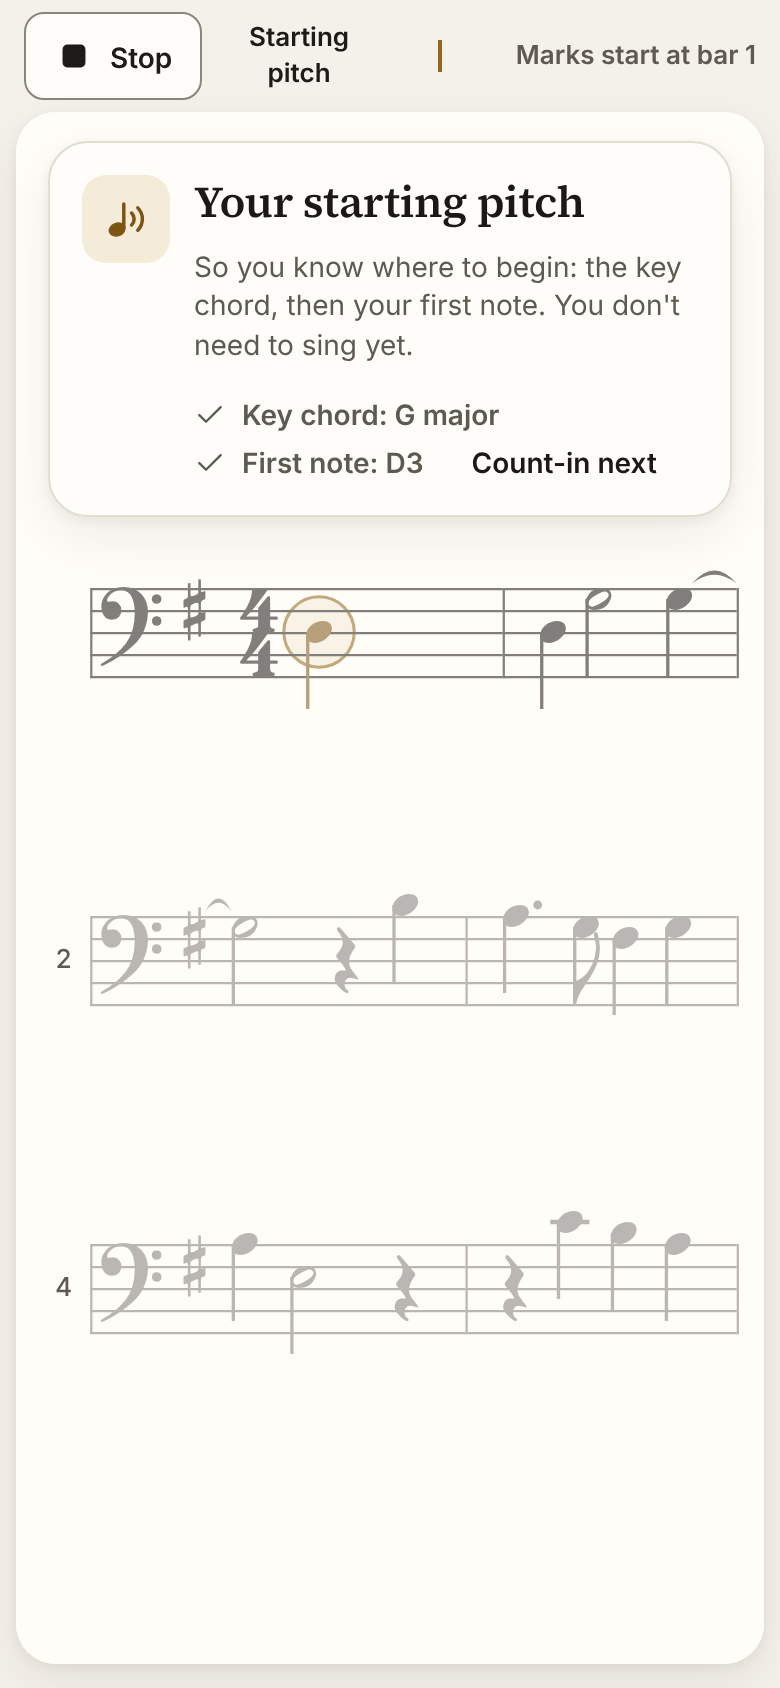 Stop
Starting
pitch
Marks start at bar 1
Your starting pitch
So you know where to begin: the key
chord, then your first note. You don't
need to sing yet.
Key chord: G major
First note: D3 Count-in next
4
4
2
4